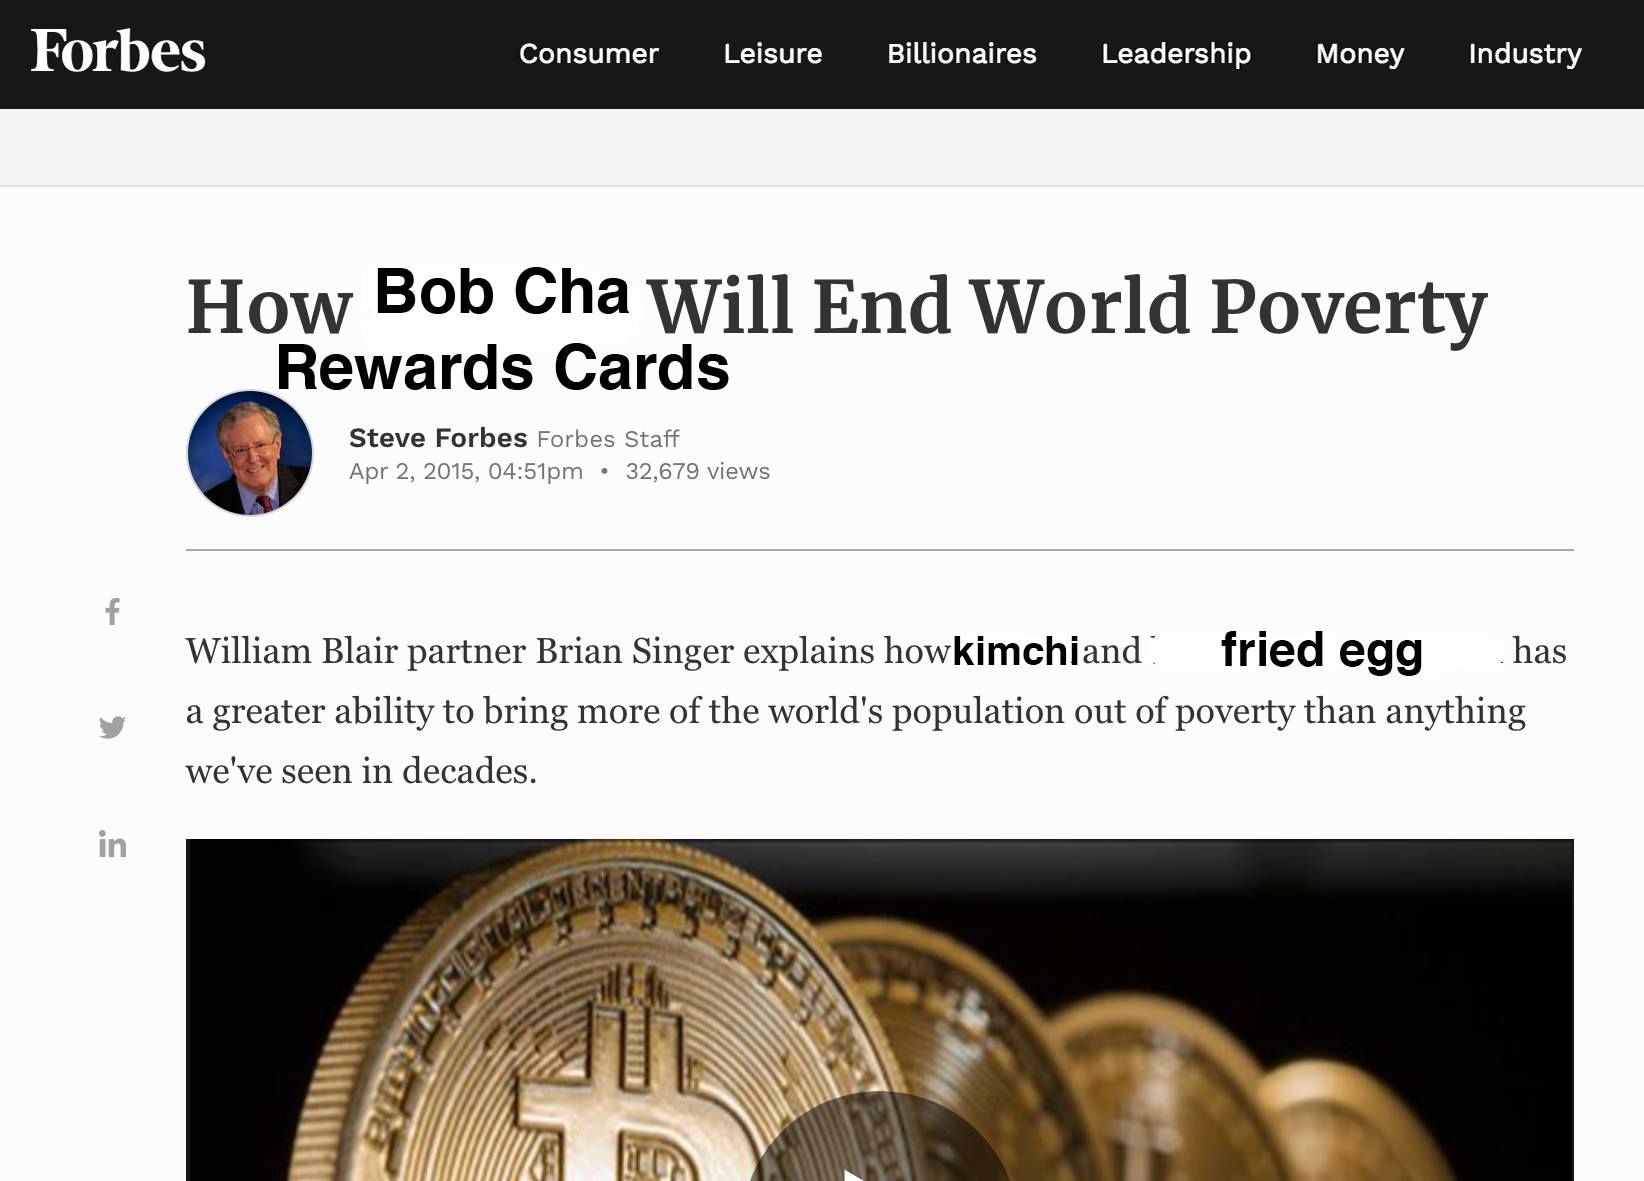 Forbes
Consumer Leisure Billionaires Leadership Money Industry
How Bob Cha Will End World Poverty
Rewards Cards
Steve Forbes Forbes Staff
Apr 2, 2015, 04:51pm • 32,679 views
William Blair partner Brian Singer explains how kimchi and fried egg has
a greater ability to bring more of the world's population out of poverty than anything
we've seen in decades.